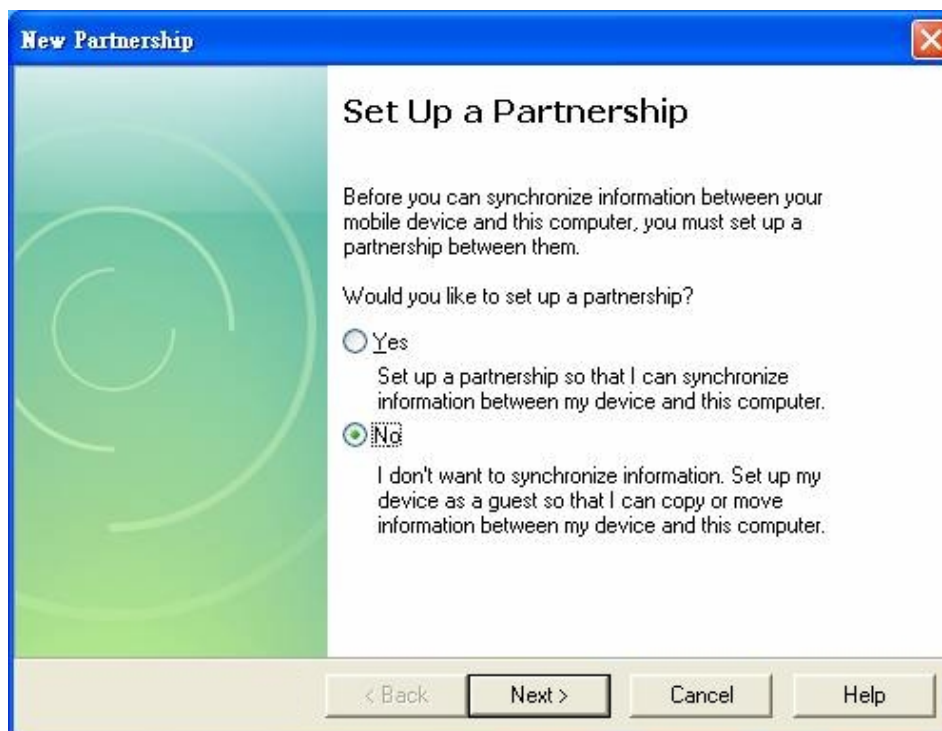 New Partnership
Set Up a Partnership
Before you can synchronize information between your
mobile device and this computer, you must set up a
partnership between them.
Would you like to set up a partnership?
Yes
Set up a partnership so that I can synchronize
information between my device and this computer.
No
I don't want to synchronize information. Set up my
device as a guest so that I can copy or move
information between my device and this computer.
< Back Next > Cancel Help